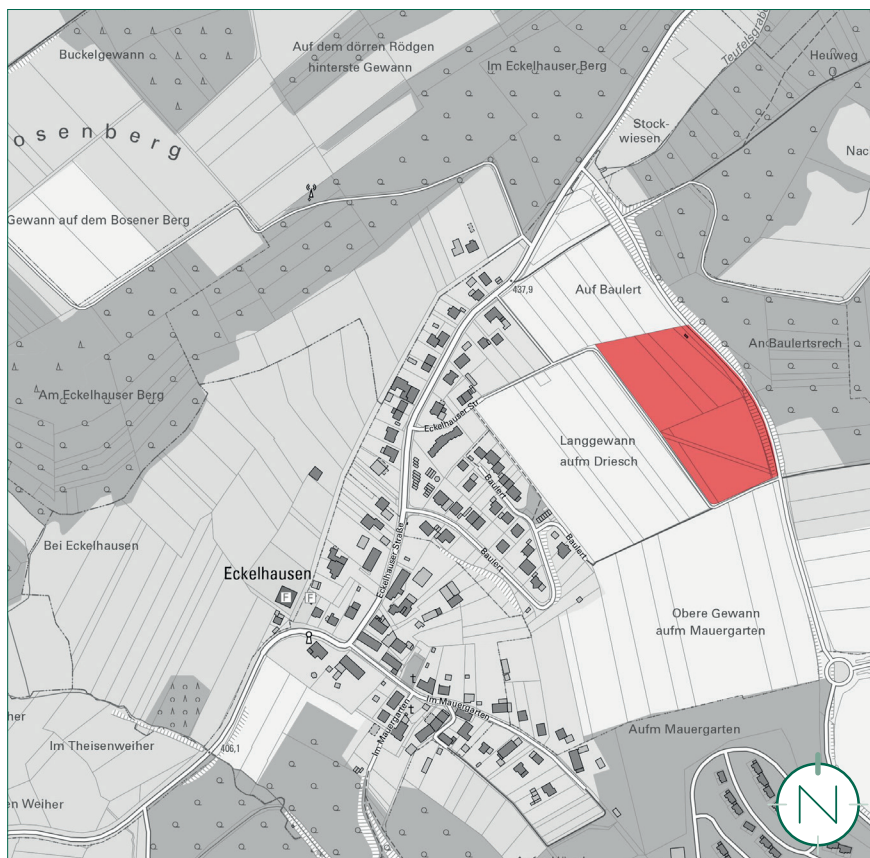 Buckelgewann
Auf dem dörren Rödgen
hinterste Gewann
Im Eckelhauser Berg
Teufelsgrab
Heuweg
Stock-
wiesen
osenberg
Nac
Gewann auf dem Bosener Berg
437,9
Auf Baulert
An Baulertsrech
Am Eckelhauser Berg
Eckelhauser Str
Langgewann
aufm Driesch
Baulert
Eckelhauser Straße
Baulert
Baulert
Bei Eckelhausen
Eckelhausen
F
F
Obere Gewann
aufm Mauergarten
Im Mauergarten
Im Mauergarten
Aufm Mauergarten
her
Im Theisenweiher
406,1
en Weiher
N